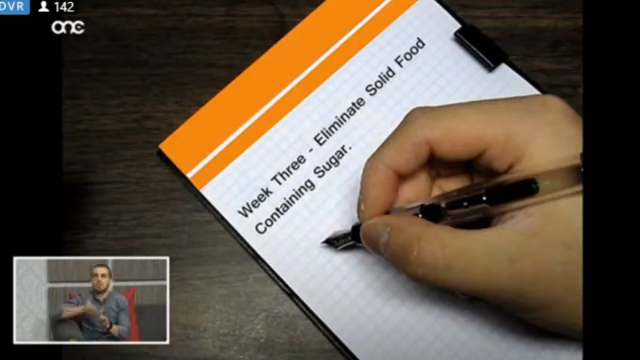 DVR 142
one
Week Three - Eliminate Solid Food
Containing Sugar.